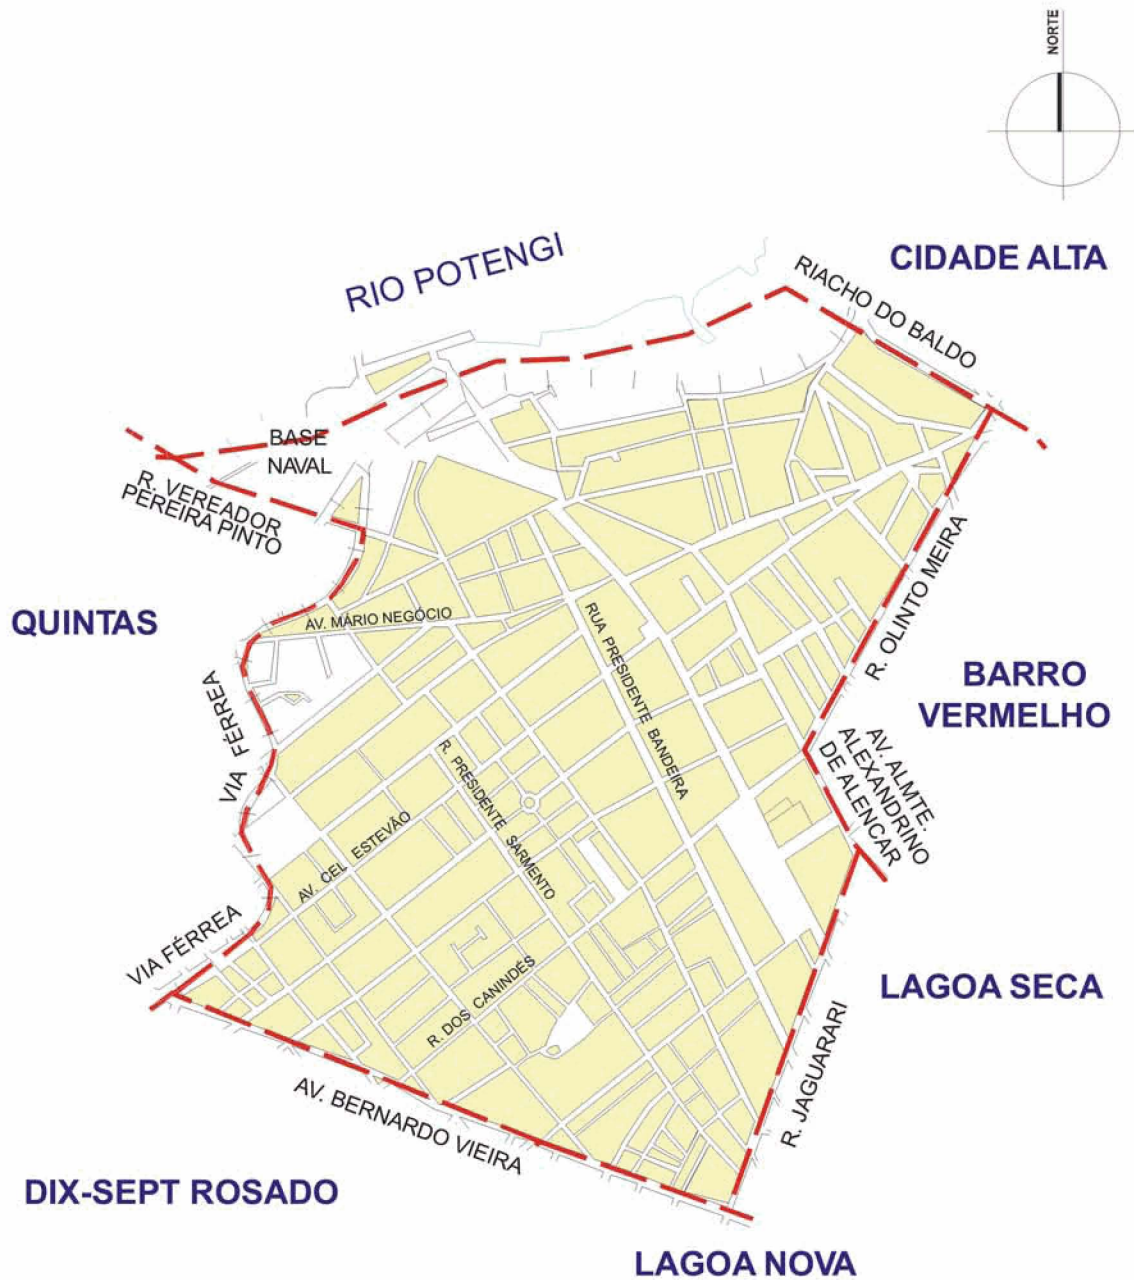 NORTE
CIDADE ALTA
RIO POTENGI
RIACHO DO BALDO
BASE
NAVAL
R. VEREADOR
PEREIRA PINTO
R. OLINTO MEIRA
QUINTAS
AV. MÁRIO NEGÓCIO
RUA PRESIDENTE BANDEIRA
BARRO
VERMELHO
VIA FÉRREA
R. PRESIDENTE SARMENTO
AV. ALMTE.
ALEXANDRINO
DE ALENCAR
AV. CEL ESTEVÃO
VIA FÉRREA
R. DOS CANINDÉS
LAGOA SECA
R. JAGUARARI
AV. BERNARDO VIEIRA
DIX-SEPT ROSADO
LAGOA NOVA